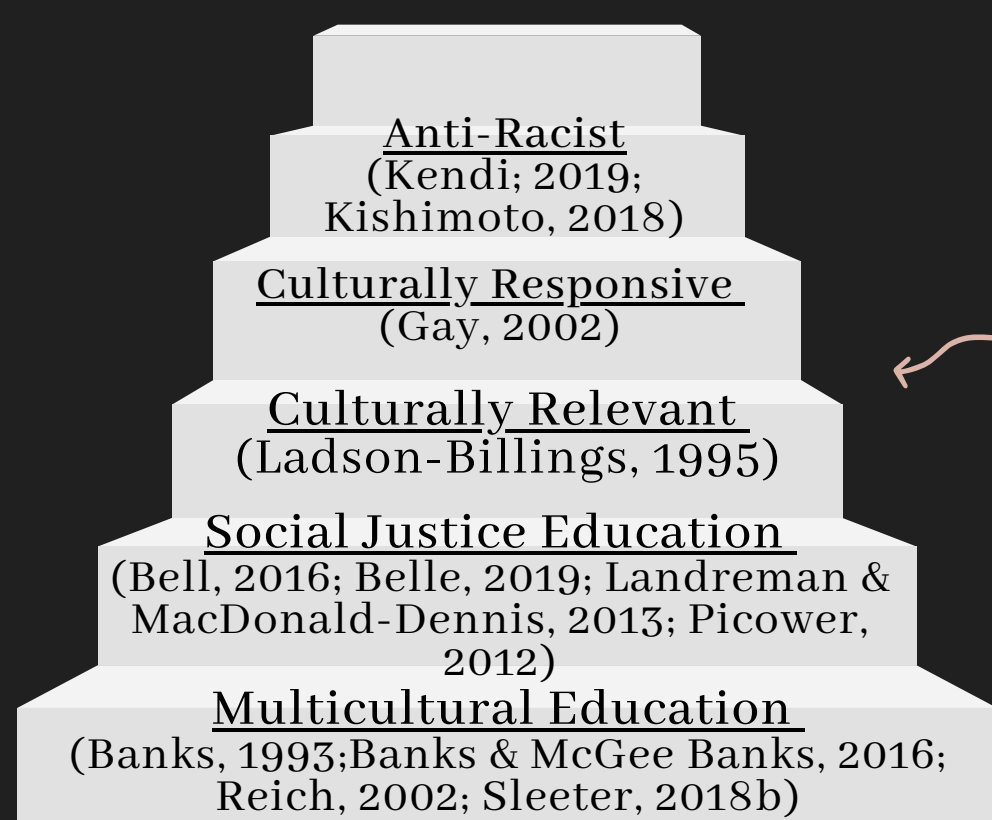 Anti-Racist
(Kendi; 2019;
Kishimoto, 2018)
Culturally Responsive
(Gay, 2002)
Culturally Relevant
(Ladson-Billings, 1995)
Social Justice Education
(Bell, 2016; Belle, 2019; Landreman &
MacDonald-Dennis, 2013; Picower,
2012)
Multicultural Education
(Banks, 1993;Banks & McGee Banks, 2016;
Reich, 2002; Sleeter, 2018b)